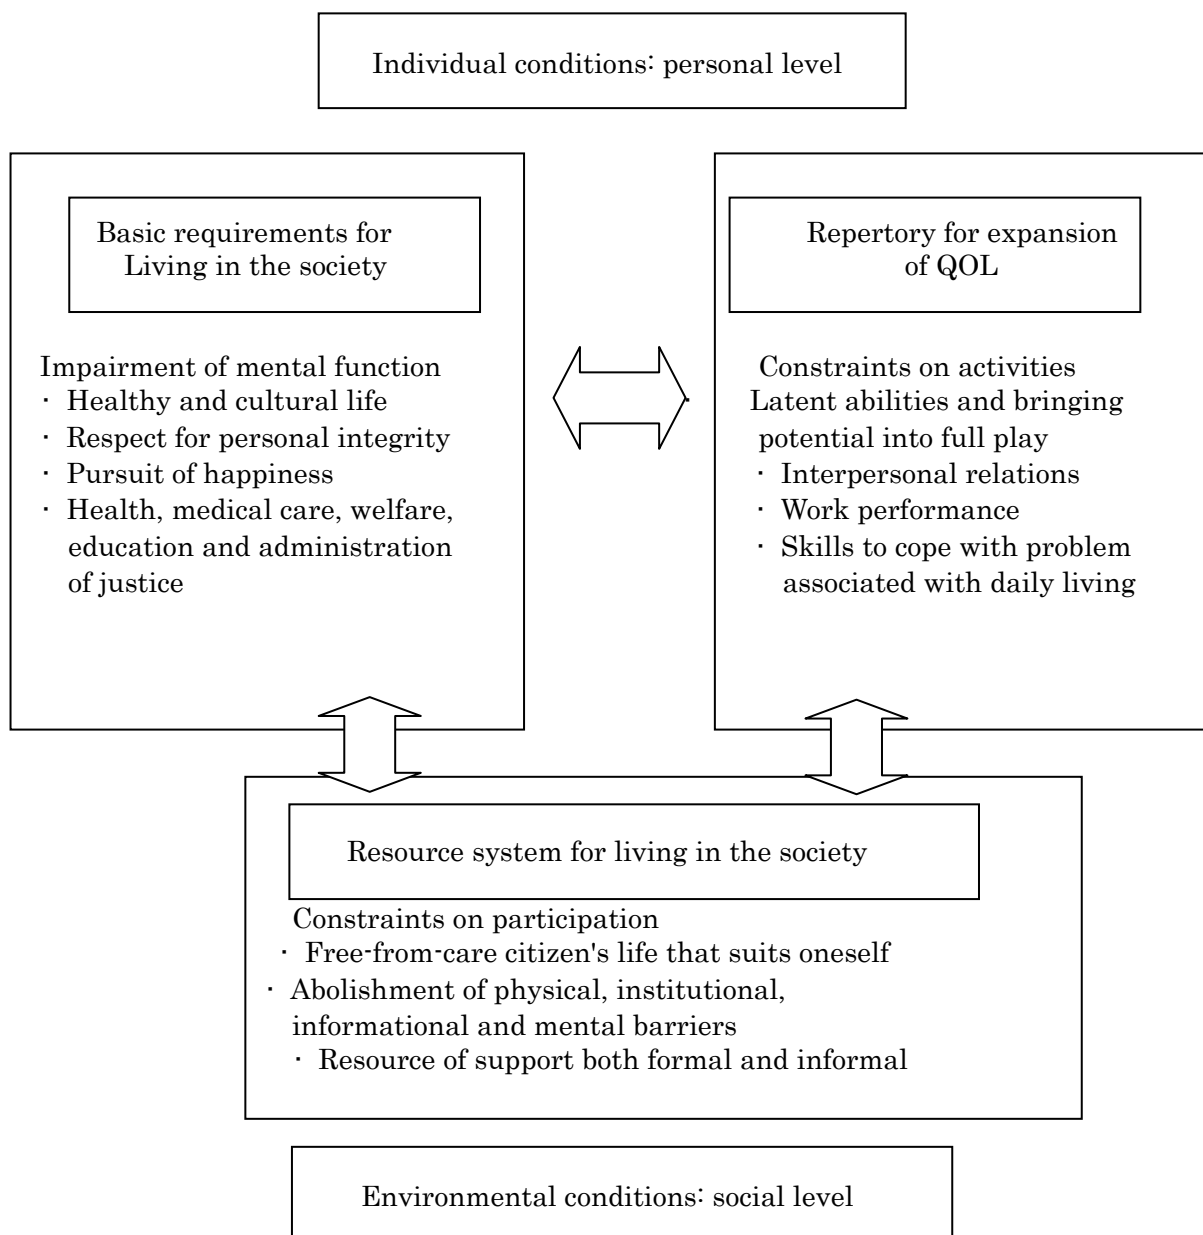 Individual conditions: personal level
Basic requirements for
Living in the society
Impairment of mental function
· Healthy and cultural life
· Respect for personal integrity
· Pursuit of happiness
· Health, medical care, welfare,
education and administration
of justice
Repertory for expansion
of QOL
Constraints on activities
Latent abilities and bringing
potential into full play
· Interpersonal relations
· Work performance
· Skills to cope with problem
associated with daily living
Resource system for living in the society
Constraints on participation
· Free-from-care citizen's life that suits oneself
· Abolishment of physical, institutional,
informational and mental barriers
· Resource of support both formal and informal
Environmental conditions: social level